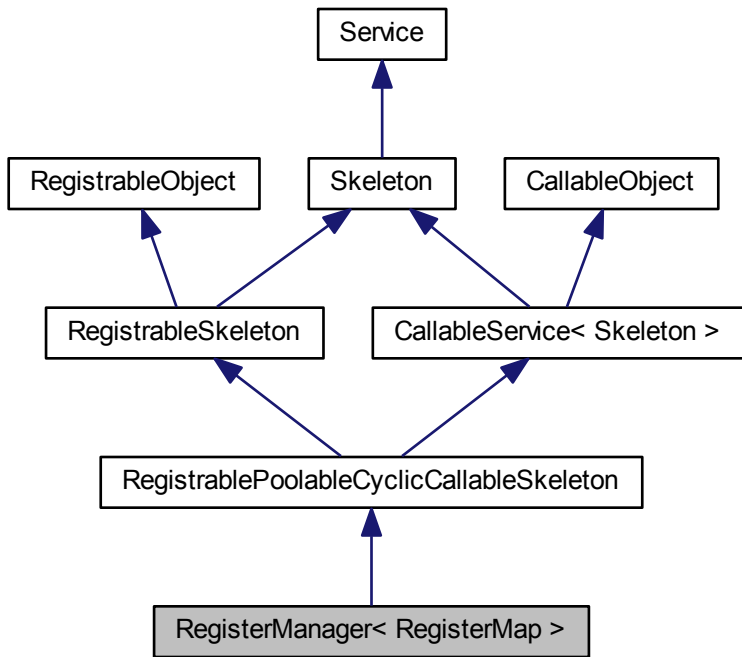 Service
RegistrableObject
Skeleton
CallableObject
RegistrableSkeleton
CallableService< Skeleton >
RegistrablePoolableCyclicCallableSkeleton
RegisterManager< RegisterMap >